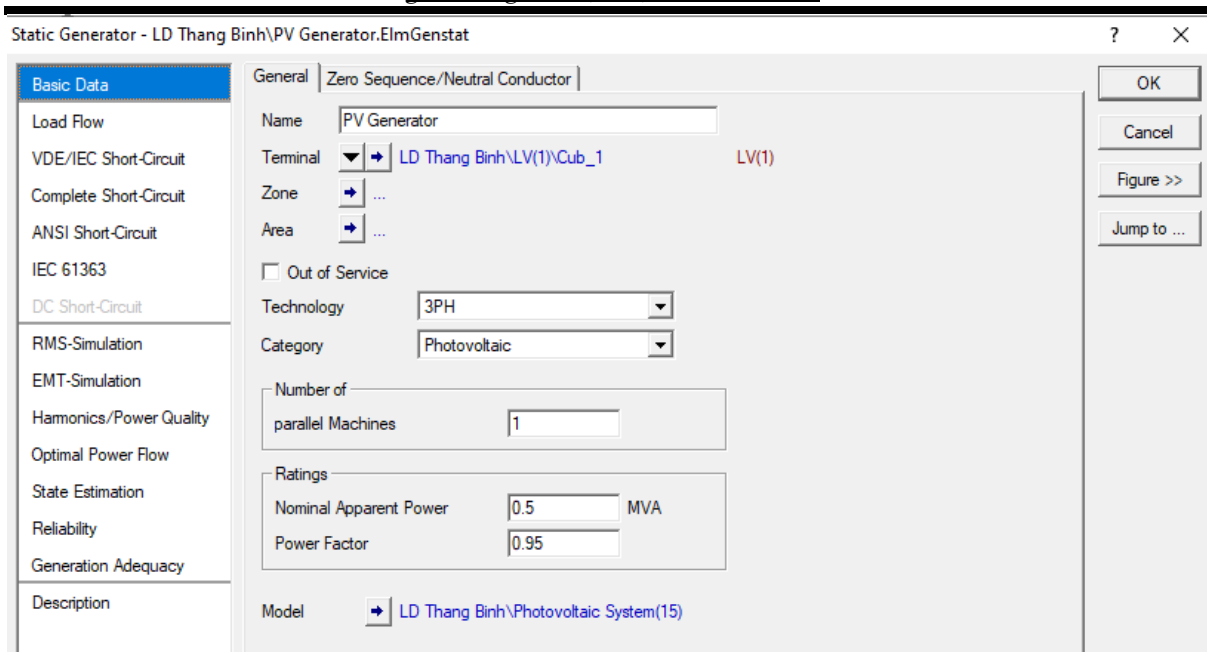 Static Generator - LD Thang Binh\PV Generator.ElmGenstat ? ×
Basic Data
Load Flow
VDE/IEC Short-Circuit
Complete Short-Circuit
ANSI Short-Circuit
IEC 61363
DC Short-Circuit
RMS-Simulation
EMT-Simulation
Harmonics/Power Quality
Optimal Power Flow
State Estimation
Reliability
Generation Adequacy
Description
General Zero Sequence/Neutral Conductor
Name PV Generator
Terminal LD Thang Binh\LV(1)\Cub_1 LV(1)
Zone ...
Area ...
Out of Service
Technology 3PH
Category Photovoltaic
Number of
parallel Machines 1
Ratings
Nominal Apparent Power 0.5 MVA
Power Factor 0.95
Model LD Thang Binh\Photovoltaic System(15)
OK
Cancel
Figure >>
Jump to ...